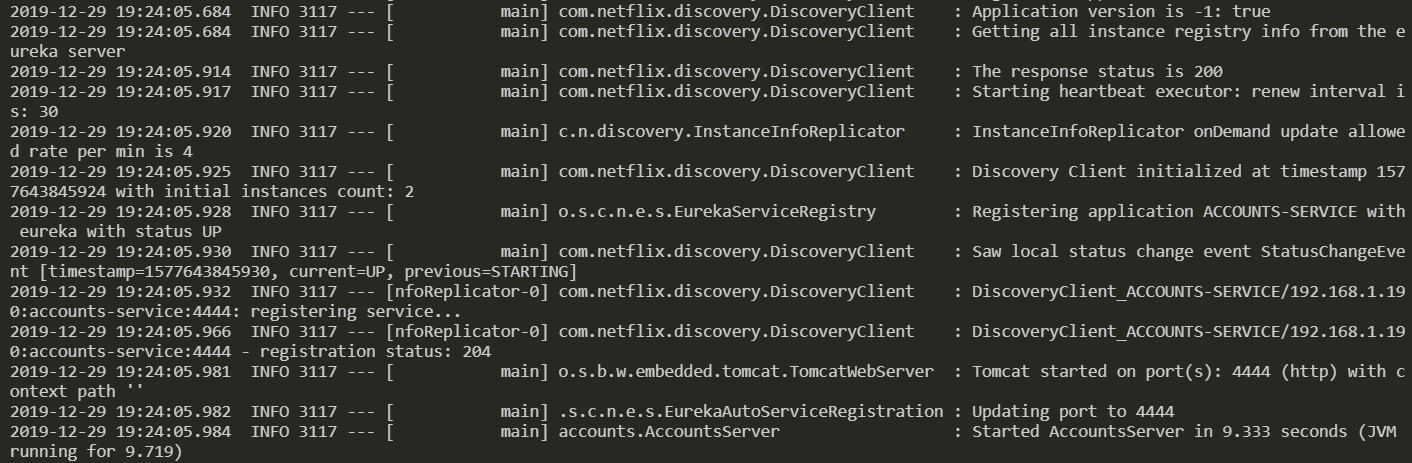 2019-12-29 19:24:05.684  INFO 3117 --- [           main] com.netflix.discovery.DiscoveryClient    : Application version is -1: true
2019-12-29 19:24:05.684  INFO 3117 --- [           main] com.netflix.discovery.DiscoveryClient    : Getting all instance registry info from the e
ureka server
2019-12-29 19:24:05.914  INFO 3117 --- [           main] com.netflix.discovery.DiscoveryClient    : The response status is 200
2019-12-29 19:24:05.917  INFO 3117 --- [           main] com.netflix.discovery.DiscoveryClient    : Starting heartbeat executor: renew interval i
s: 30
2019-12-29 19:24:05.920  INFO 3117 --- [           main] c.n.discovery.InstanceInfoReplicator     : InstanceInfoReplicator onDemand update allowe
d rate per min is 4
2019-12-29 19:24:05.925  INFO 3117 --- [           main] com.netflix.discovery.DiscoveryClient    : Discovery Client initialized at timestamp 157
7643845924 with initial instances count: 2
2019-12-29 19:24:05.928  INFO 3117 --- [           main] o.s.c.n.e.s.EurekaServiceRegistry        : Registering application ACCOUNTS-SERVICE with
 eureka with status UP
2019-12-29 19:24:05.930  INFO 3117 --- [           main] com.netflix.discovery.DiscoveryClient    : Saw local status change event StatusChangeEve
nt [timestamp=1577643845930, current=UP, previous=STARTING]
2019-12-29 19:24:05.932  INFO 3117 --- [nfoReplicator-0] com.netflix.discovery.DiscoveryClient    : DiscoveryClient_ACCOUNTS-SERVICE/192.168.1.19
0:accounts-service:4444: registering service...
2019-12-29 19:24:05.966  INFO 3117 --- [nfoReplicator-0] com.netflix.discovery.DiscoveryClient    : DiscoveryClient_ACCOUNTS-SERVICE/192.168.1.19
0:accounts-service:4444 - registration status: 204
2019-12-29 19:24:05.981  INFO 3117 --- [           main] o.s.b.w.embedded.tomcat.TomcatWebServer  : Tomcat started on port(s): 4444 (http) with c
ontext path ''
2019-12-29 19:24:05.982  INFO 3117 --- [           main] .s.c.n.e.s.EurekaAutoServiceRegistration : Updating port to 4444
2019-12-29 19:24:05.984  INFO 3117 --- [           main] accounts.AccountsServer                  : Started AccountsServer in 9.333 seconds (JVM
running for 9.719)